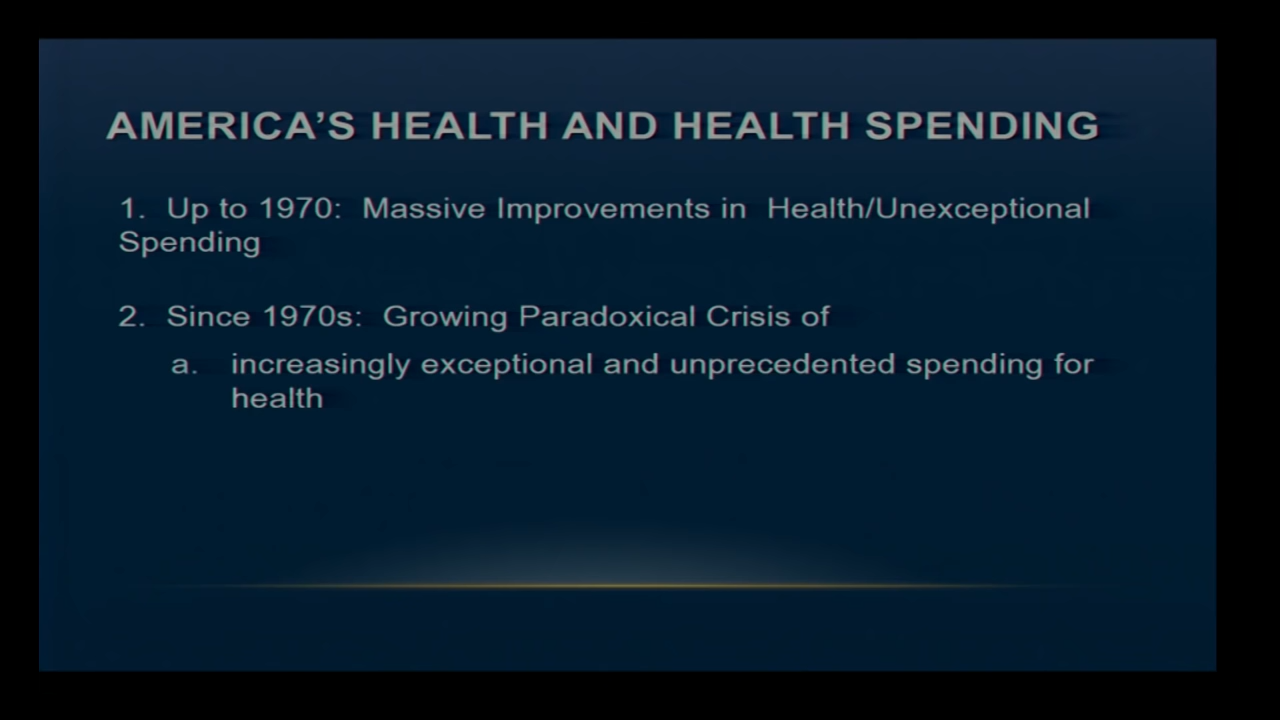 AMERICA'S HEALTH AND HEALTH SPENDING
1. Up to 1970: Massive Improvements in Health/Unexceptional
Spending
2. Since 1970s: Growing Paradoxical Crisis of
a. increasingly exceptional and unprecedented spending for
health